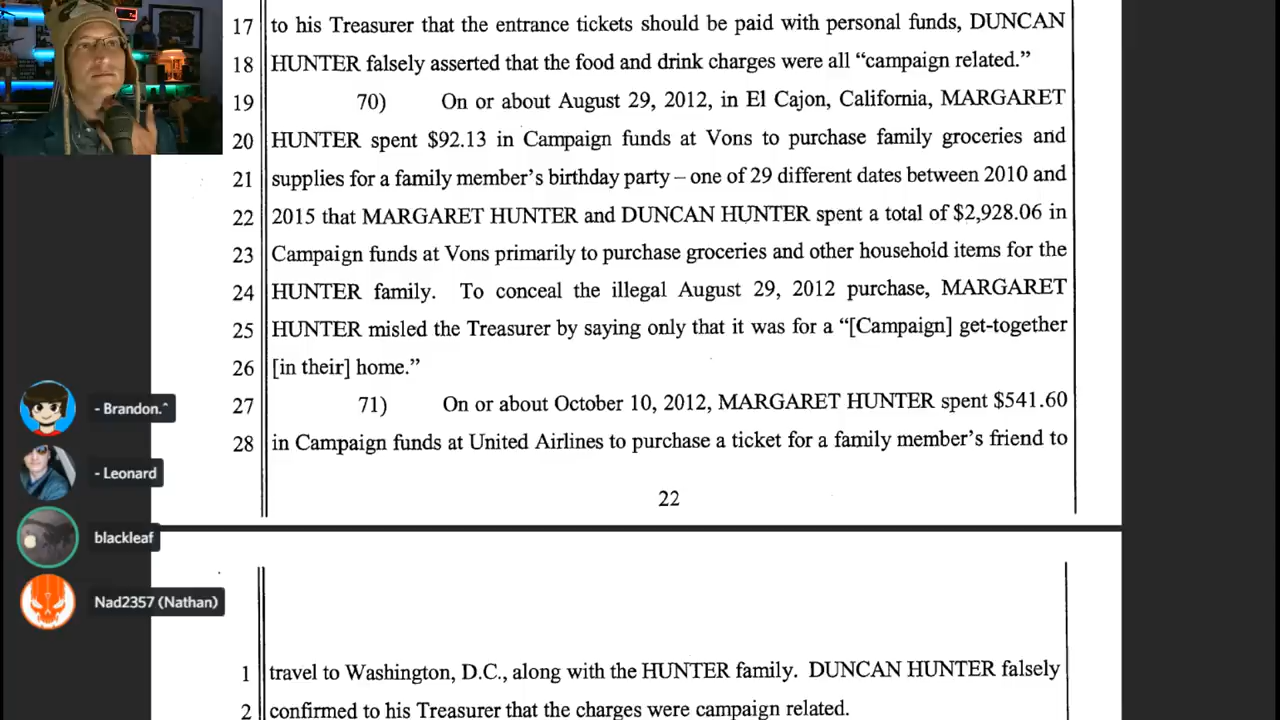 17 to his Treasurer that the entrance tickets should be paid with personal funds, DUNCAN
18 HUNTER falsely asserted that the food and drink charges were all “campaign related.”
19 70) On or about August 29, 2012, in El Cajon, California, MARGARET
20 HUNTER spent $92.13 in Campaign funds at Vons to purchase family groceries and
21 supplies for a family member’s birthday party – one of 29 different dates between 2010 and
22 2015 that MARGARET HUNTER and DUNCAN HUNTER spent a total of $2,928.06 in
23 Campaign funds at Vons primarily to purchase groceries and other household items for the
24 HUNTER family. To conceal the illegal August 29, 2012 purchase, MARGARET
25 HUNTER misled the Treasurer by saying only that it was for a “[Campaign] get-together
26 [in their] home.”
27 71) On or about October 10, 2012, MARGARET HUNTER spent $541.60
28 in Campaign funds at United Airlines to purchase a ticket for a family member’s friend to
22
- Brandon.^
- Leonard
blackleaf
Nad2357 (Nathan)
1 travel to Washington, D.C., along with the HUNTER family. DUNCAN HUNTER falsely
2 confirmed to his Treasurer that the charges were campaign related.